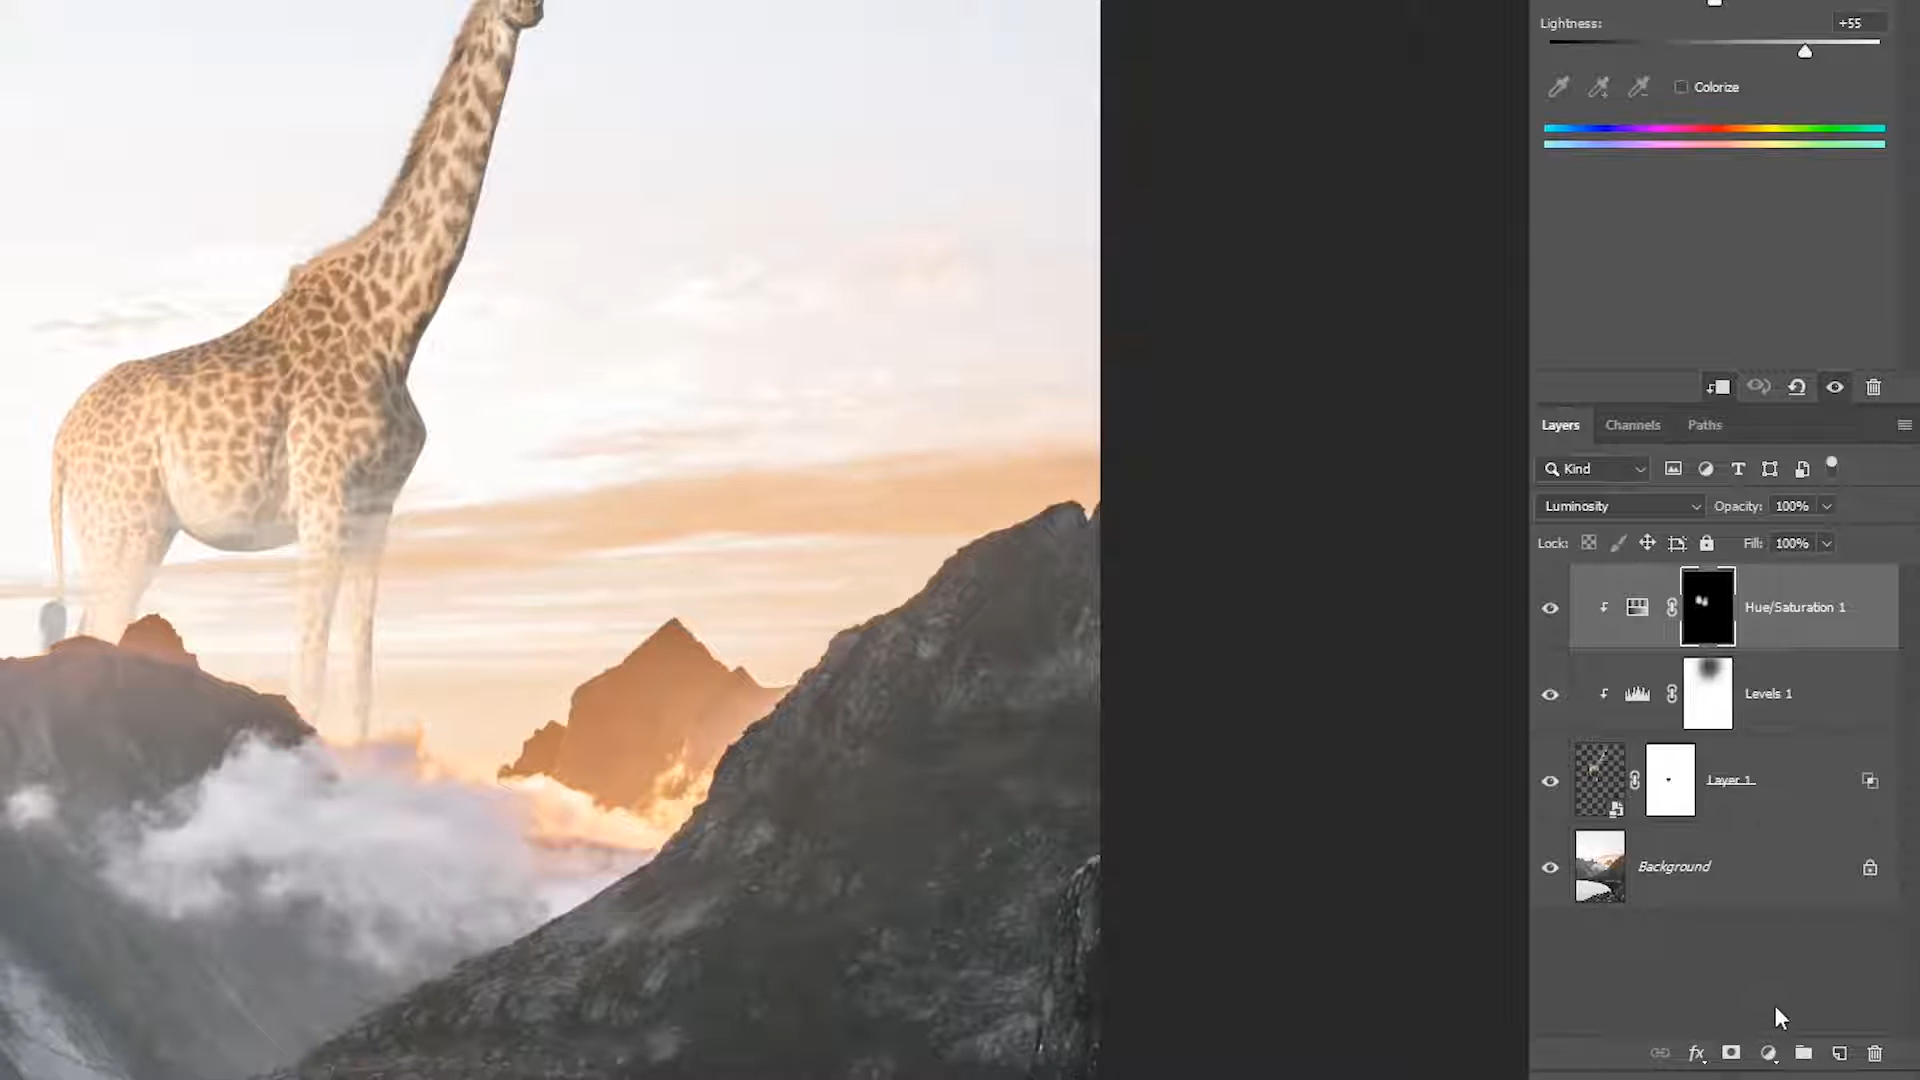 Lightness:
+55
Colorize
Layers
Channels
Paths
Kind
Luminosity
Opacity:
100%
Lock:
Fill:
100%
Hue/Saturation 1
Levels 1
Layer 1
Background
fx